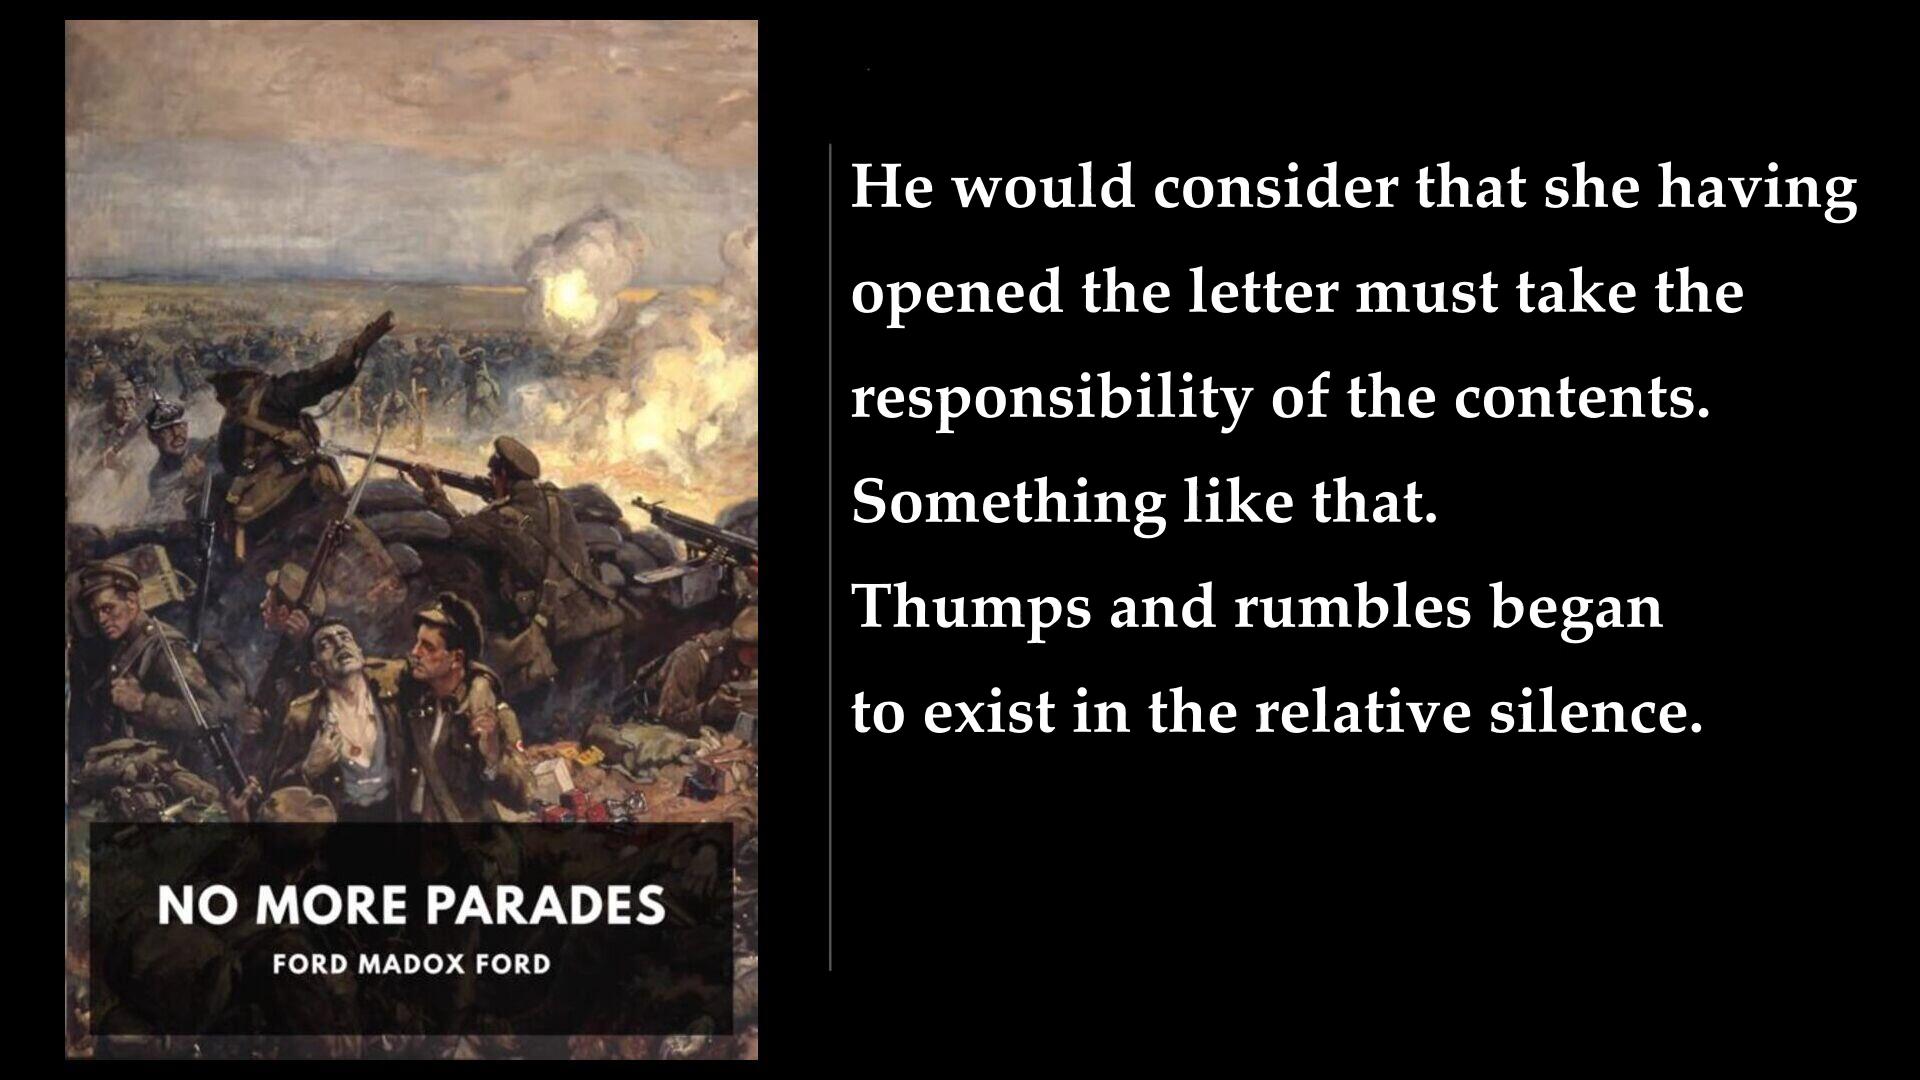 He would consider that she having
opened the letter must take the
responsibility of the contents.
Something like that.
Thumps and rumbles began
to exist in the relative silence.
NO MORE PARADES
FORD MADOX FORD